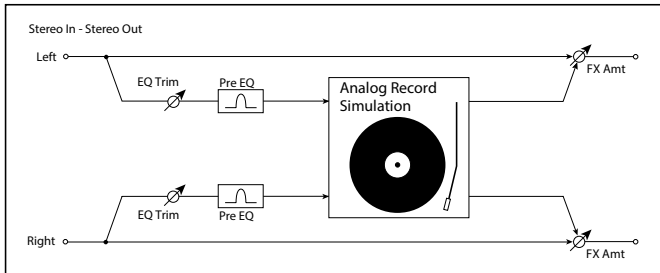 Stereo In - Stereo Out
Left
FX Amt
EQ Trim
Pre EQ
Analog Record
Simulation
EQ Trim
Pre EQ
Right
FX Amt